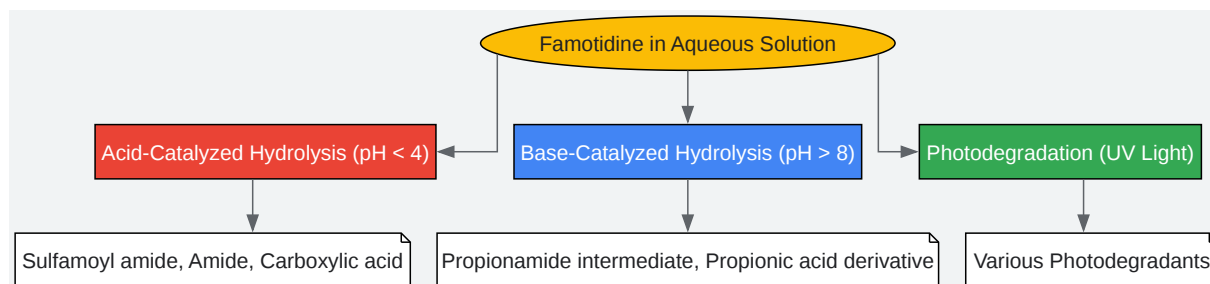 Famotidine in Aqueous Solution
Acid-Catalyzed Hydrolysis (pH < 4)
Base-Catalyzed Hydrolysis (pH > 8)
Photodegradation (UV Light)
Sulfamoyl amide, Amide, Carboxylic acid
Propionamide intermediate, Propionic acid derivative
Various Photodegradants